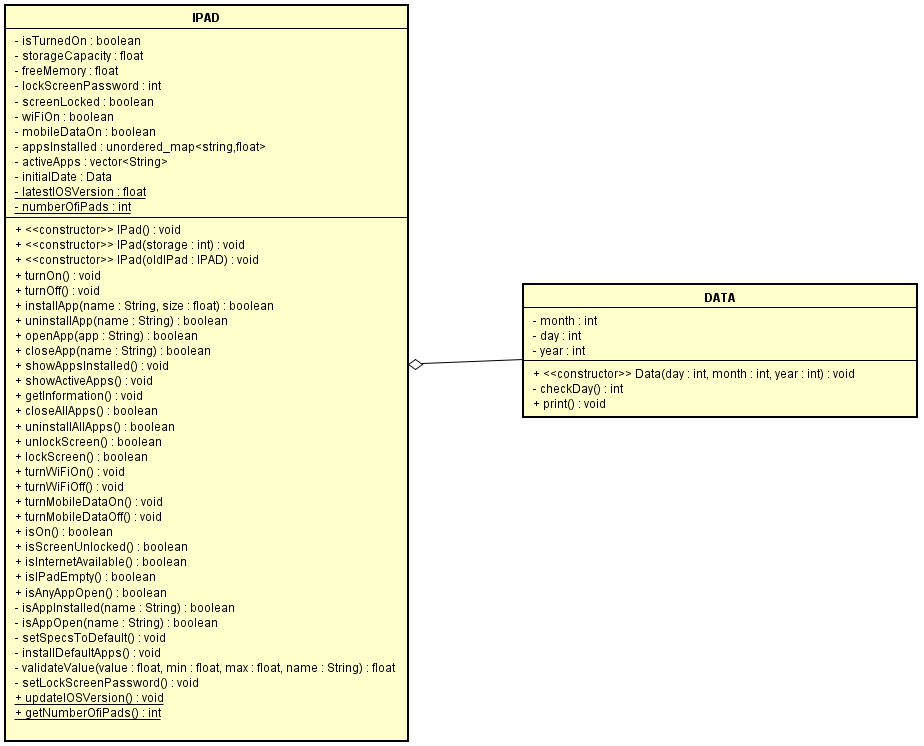 IPAD
- isTurnedOn : boolean
- storageCapacity : float
- freeMemory : float
- lockScreenPassword : int
- screenLocked : boolean
- wiFiOn : boolean
- mobileDataOn : boolean
- appsInstalled : unordered_map<string,float>
- activeApps : vector<String>
- initialDate : Data
- latestIOSVersion : float
- numberOfiPads : int
+ <<constructor>> IPad() : void
+ <<constructor>> IPad(storage : int) : void
+ <<constructor>> IPad(oldIPad : IPAD) : void
+ turnOn() : void
+ turnOff() : void
+ installApp(name : String, size : float) : boolean
+ uninstallApp(name : String) : boolean
+ openApp(app : String) : boolean
+ closeApp(name : String) : boolean
+ showAppsInstalled() : void
+ showActiveApps() : void
+ getInformation() : void
+ closeAllApps() : boolean
+ uninstallAllApps() : boolean
+ unlockScreen() : boolean
+ lockScreen() : boolean
+ turnWiFiOn() : void
+ turnWiFiOff() : void
+ turnMobileDataOn() : void
+ turnMobileDataOff() : void
+ isOn() : boolean
+ isScreenUnlocked() : boolean
+ isInternetAvailable() : boolean
+ isIPadEmpty() : boolean
+ isAnyAppOpen() : boolean
- isAppInstalled(name : String) : boolean
- isAppOpen(name : String) : boolean
- setSpecsToDefault() : void
- installDefaultApps() : void
- validateValue(value : float, min : float, max : float, name : String) : float
- setLockScreenPassword() : void
+ updateIOSVersion() : void
+ getNumberOfiPads() : int
DATA
- month : int
- day : int
- year : int
+ <<constructor>> Data(day : int, month : int, year : int) : void
- checkDay() : int
+ print() : void